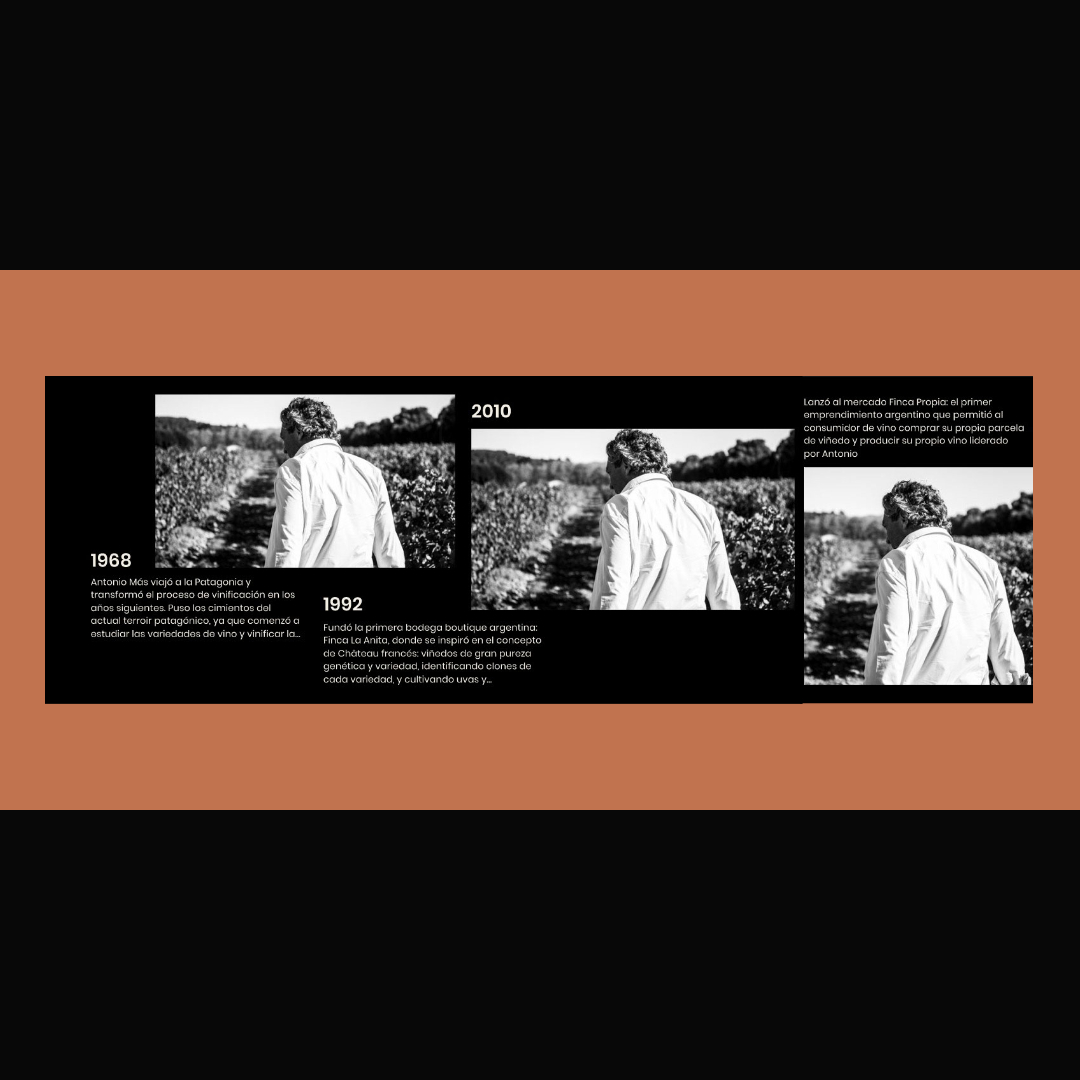 1968
Antonio Más viajó a la Patagonia y
transformó el proceso de vinificación en los
años siguientes. Puso los cimientos del
actual terroir patagónico, ya que comenzó a
estudiar las variedades de vino y vinificar la...
1992
Fundó la primera bodega boutique argentina:
Finca La Anita, donde se inspiró en el concepto
de Château francés: viñedos de gran pureza
genética y variedad, identificando clones de
cada variedad, y cultivando uvas y...
2010
Lanzó al mercado Finca Propia: el primer
emprendimiento argentino que permitió al
consumidor de vino comprar su propia parcela
de viñedo y producir su propio vino liderado
por Antonio